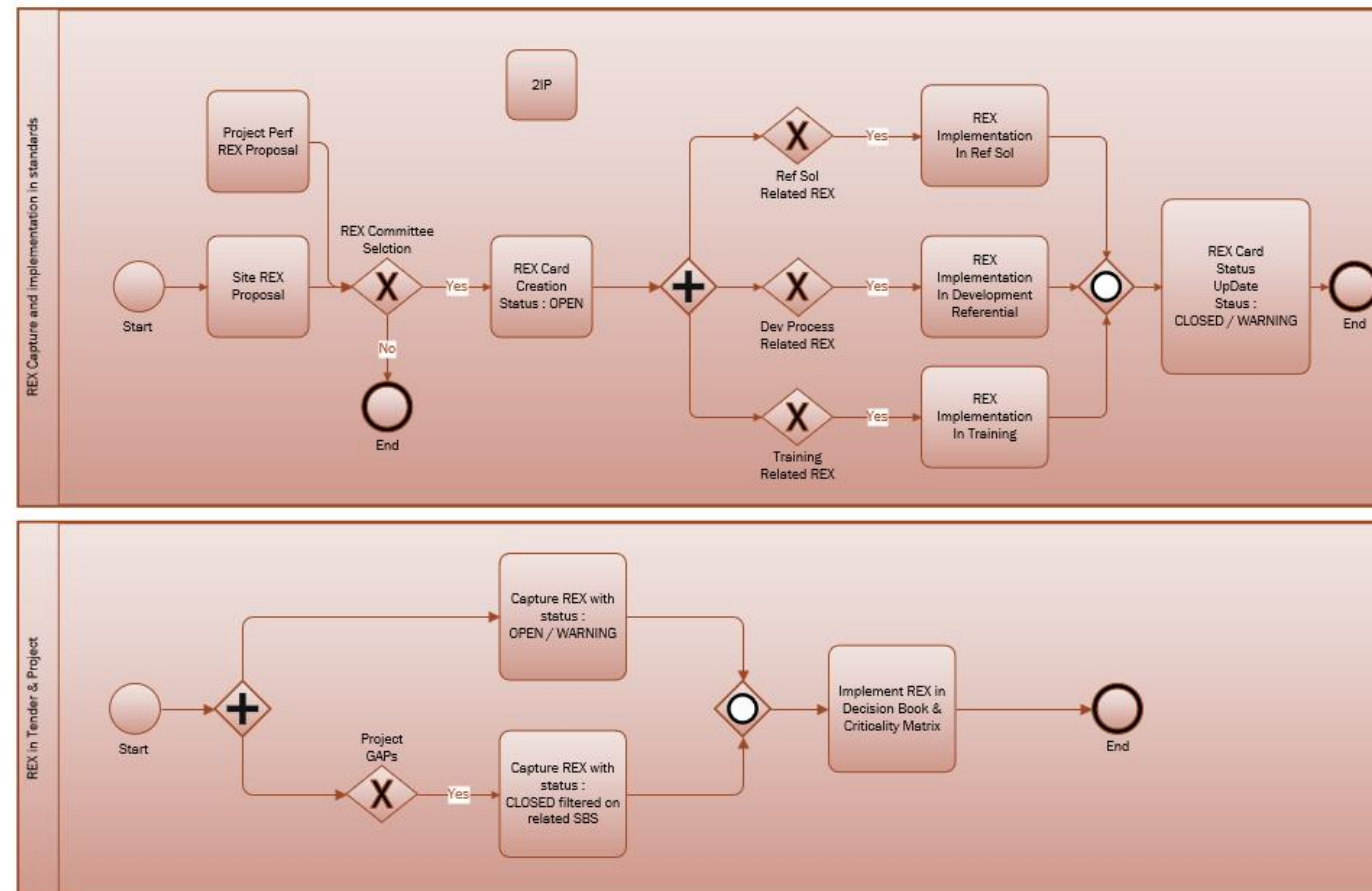 REX Capture and implementation in standards
2IP
Project Perf
REX Proposal
Start
Site REX
Proposal
REX Committee
Selction
Yes
No
End
REX Card
Creation
Status : OPEN
Ref Sol
Related REX
Yes
REX
Implementation
In Ref Sol
Dev Process
Related REX
Yes
REX
Implementation
In Development
Referential
Training
Related REX
Yes
REX
Implementation
In Training
REX Card
Status
UpDate
Staus :
CLOSED / WARNING
End
REX in Tender & Project
Start
Capture REX with
status :
OPEN / WARNING
Project
GAPs
Yes
Capture REX with
status :
CLOSED filtered on
related SBS
Implement REX in
Decision Book &
Criticality Matrix
End